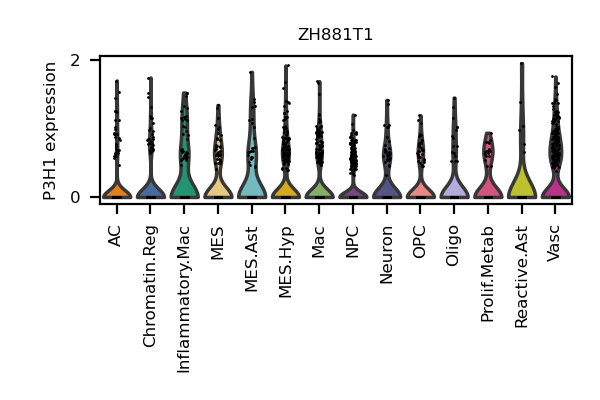 ZH881T1
P3H1 expression
2
0
AC
Chromatin.Reg
Inflammatory.Mac
MES
MES.Ast
MES.Hyp
Mac
NPC
Neuron
OPC
Oligo
Prolif.Metab
Reactive.Ast
Vasc